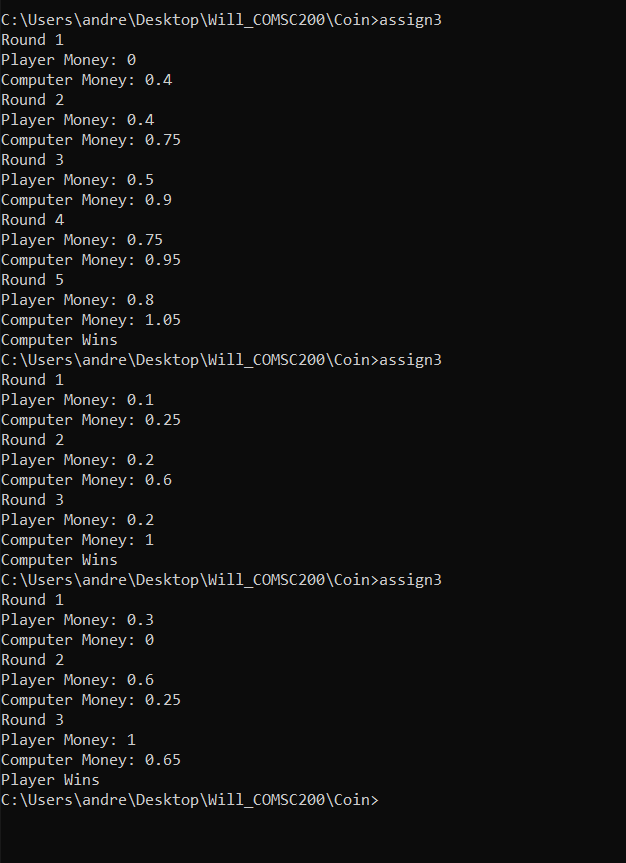 C:\Users\andre\Desktop\Will_COMSC200\Coin>assign3
Round 1
Player Money: 0
Computer Money: 0.4
Round 2
Player Money: 0.4
Computer Money: 0.75
Round 3
Player Money: 0.5
Computer Money: 0.9
Round 4
Player Money: 0.75
Computer Money: 0.95
Round 5
Player Money: 0.8
Computer Money: 1.05
Computer Wins
C:\Users\andre\Desktop\Will_COMSC200\Coin>assign3
Round 1
Player Money: 0.1
Computer Money: 0.25
Round 2
Player Money: 0.2
Computer Money: 0.6
Round 3
Player Money: 0.2
Computer Money: 1
Computer Wins
C:\Users\andre\Desktop\Will_COMSC200\Coin>assign3
Round 1
Player Money: 0.3
Computer Money: 0
Round 2
Player Money: 0.6
Computer Money: 0.25
Round 3
Player Money: 1
Computer Money: 0.65
Player Wins
C:\Users\andre\Desktop\Will_COMSC200\Coin>